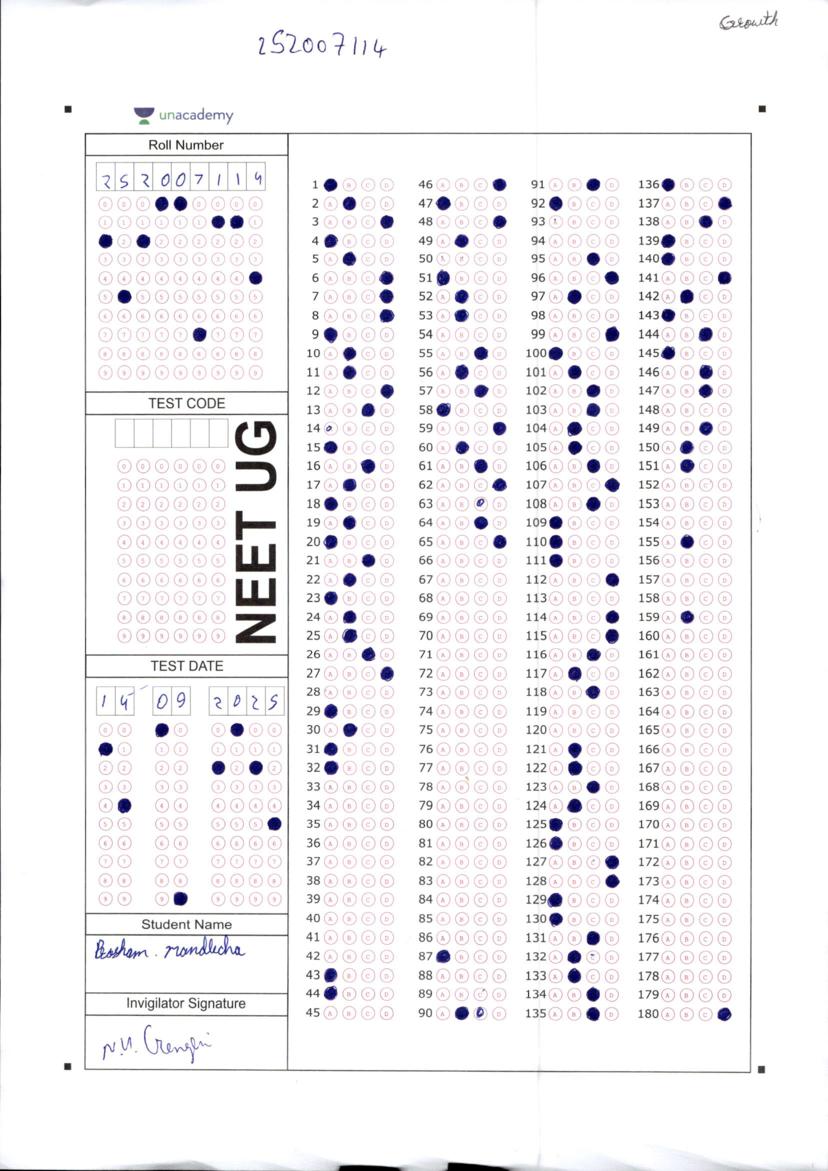 Growth
252007114
unacademy
Roll Number
2 5 2 0 0 7 1 1 4
TEST CODE
NEET UG
TEST DATE
1 4 09 2025
Student Name
Mandlecha
Invigilator Signature
1 A B C D 46 A B C D 91 A B C D 136 A B C D
2 A B C D 47 A B C D 92 A B C D 137 A B C D
3 A B C D 48 A B C D 93 A B C D 138 A B C D
4 A B C D 49 A B C D 94 A B C D 139 A B C D
5 A B C D 50 A B C D 95 A B C D 140 A B C D
6 A B C D 51 A B C D 96 A B C D 141 A B C D
7 A B C D 52 A B C D 97 A B C D 142 A B C D
8 A B C D 53 A B C D 98 A B C D 143 A B C D
9 A B C D 54 A B C D 99 A B C D 144 A B C D
10 A B C D 55 A B C D 100 A B C D 145 A B C D
11 A B C D 56 A B C D 101 A B C D 146 A B C D
12 A B C D 57 A B C D 102 A B C D 147 A B C D
13 A B C D 58 A B C D 103 A B C D 148 A B C D
14 A B C D 59 A B C D 104 A B C D 149 A B C D
15 A B C D 60 A B C D 105 A B C D 150 A B C D
16 A B C D 61 A B C D 106 A B C D 151 A B C D
17 A B C D 62 A B C D 107 A B C D 152 A B C D
18 A B C D 63 A B C D 108 A B C D 153 A B C D
19 A B C D 64 A B C D 109 A B C D 154 A B C D
20 A B C D 65 A B C D 110 A B C D 155 A B C D
21 A B C D 66 A B C D 111 A B C D 156 A B C D
22 A B C D 67 A B C D 112 A B C D 157 A B C D
23 A B C D 68 A B C D 113 A B C D 158 A B C D
24 A B C D 69 A B C D 114 A B C D 159 A B C D
25 A B C D 70 A B C D 115 A B C D 160 A B C D
26 A B C D 71 A B C D 116 A B C D 161 A B C D
27 A B C D 72 A B C D 117 A B C D 162 A B C D
28 A B C D 73 A B C D 118 A B C D 163 A B C D
29 A B C D 74 A B C D 119 A B C D 164 A B C D
30 A B C D 75 A B C D 120 A B C D 165 A B C D
31 A B C D 76 A B C D 121 A B C D 166 A B C D
32 A B C D 77 A B C D 122 A B C D 167 A B C D
33 A B C D 78 A B C D 123 A B C D 168 A B C D
34 A B C D 79 A B C D 124 A B C D 169 A B C D
35 A B C D 80 A B C D 125 A B C D 170 A B C D
36 A B C D 81 A B C D 126 A B C D 171 A B C D
37 A B C D 82 A B C D 127 A B C D 172 A B C D
38 A B C D 83 A B C D 128 A B C D 173 A B C D
39 A B C D 84 A B C D 129 A B C D 174 A B C D
40 A B C D 85 A B C D 130 A B C D 175 A B C D
41 A B C D 86 A B C D 131 A B C D 176 A B C D
42 A B C D 87 A B C D 132 A B C D 177 A B C D
43 A B C D 88 A B C D 133 A B C D 178 A B C D
44 A B C D 89 A B C D 134 A B C D 179 A B C D
45 A B C D 90 A B C D 135 A B C D 180 A B C D